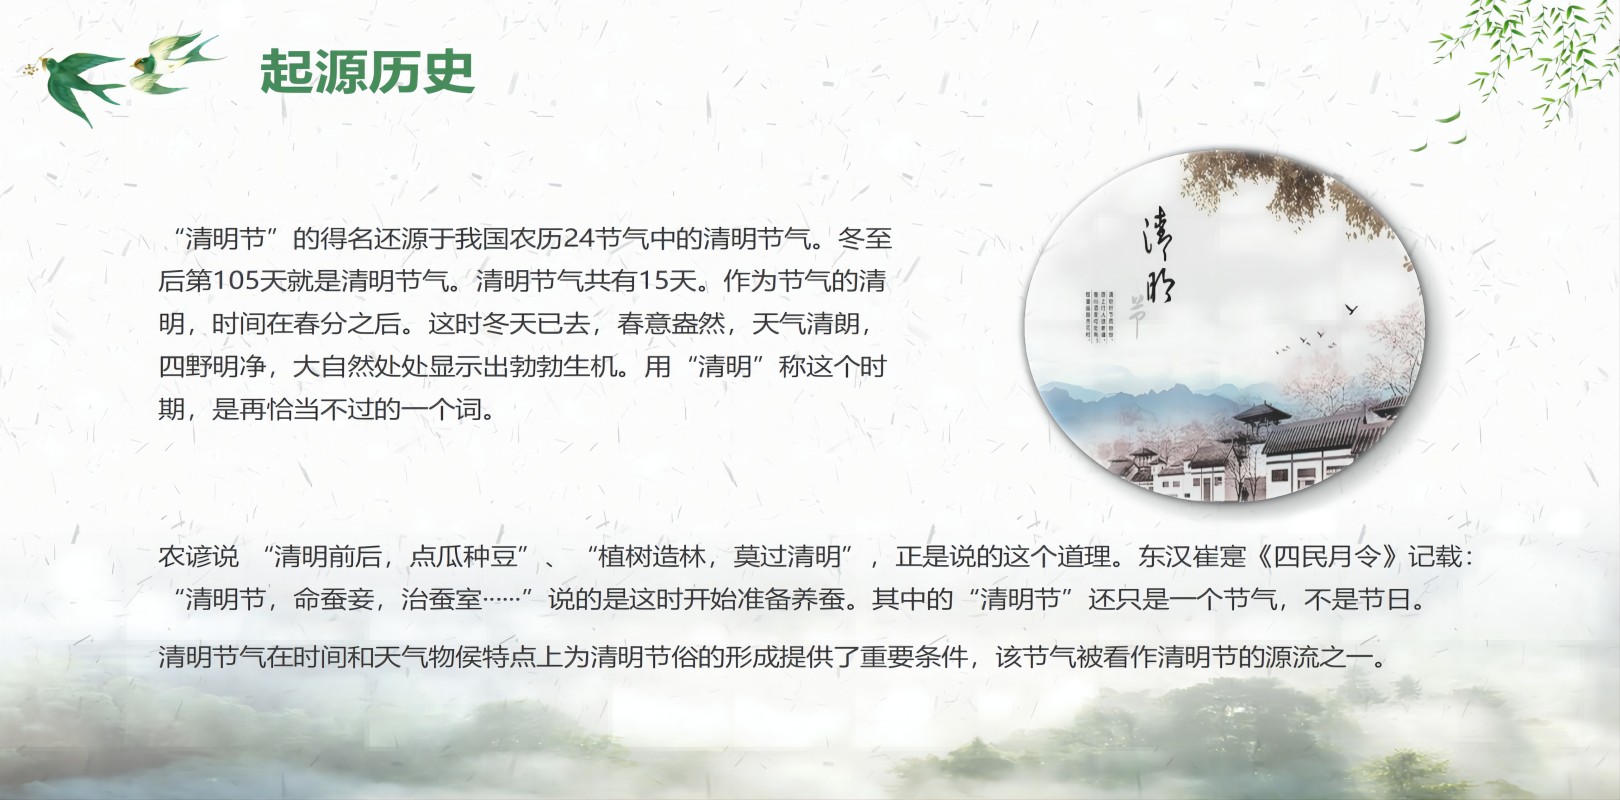 起源历史
“清明节”的得名还源于我国农历24节气中的清明节气。冬至
后第105天就是清明节气。清明节气共有15天。作为节气的清
明，时间在春分之后。这时冬天已去，春意盎然，天气清朗，
四野明净，大自然处处显示出勃勃生机。用“清明”称这个时
期，是再恰当不过的一个词。
清明
节
农谚说 “清明前后，点瓜种豆”、“植树造林，莫过清明”，正是说的这个道理。东汉崔寔《四民月令》记载：
“清明节，命蚕妾，治蚕室······”说的是这时开始准备养蚕。其中的“清明节”还只是一个节气，不是节日。
清明节气在时间和天气物侯特点上为清明节俗的形成提供了重要条件，该节气被看作清明节的源流之一。